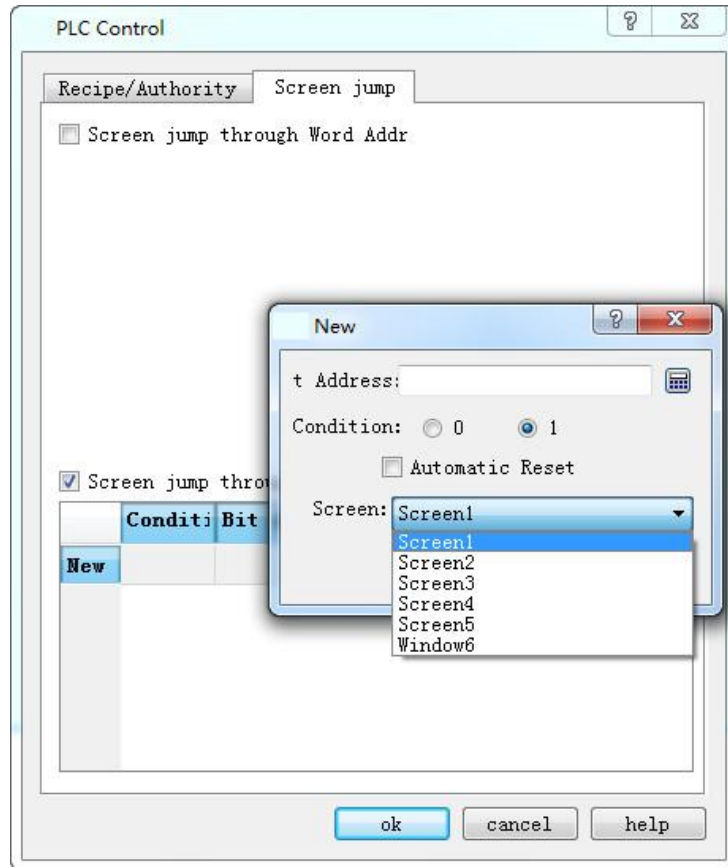 PLC Control
Recipe/Authority Screen jump
Screen jump through Word Addr
New
t Address:
Condition: 0 1
Automatic Reset
Screen jump throu
Screen: Screen1
Conditi Bit
Screen1
New
Screen2
Screen3
Screen4
Screen5
Window6
ok cancel help